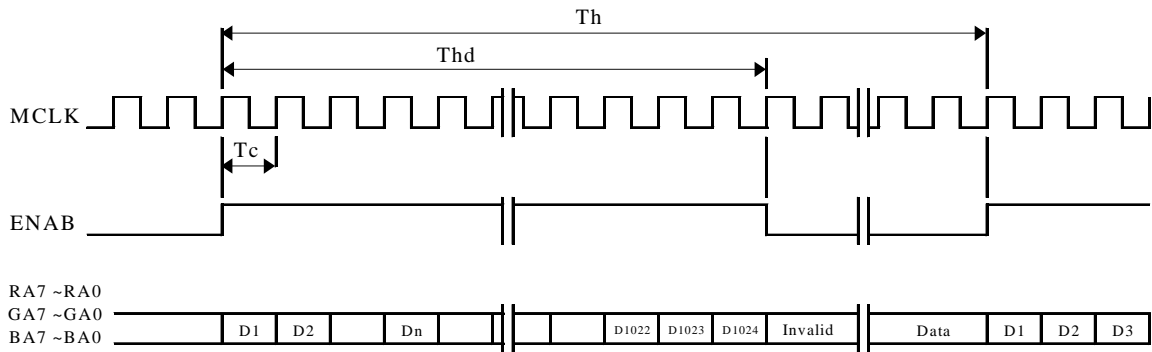 Th
Thd
MCLK
Tc
ENAB
RA7 ~RA0
GA7 ~GA0
BA7 ~BA0
D1 D2 Dn D1022 D1023 D1024 Invalid Data D1 D2 D3